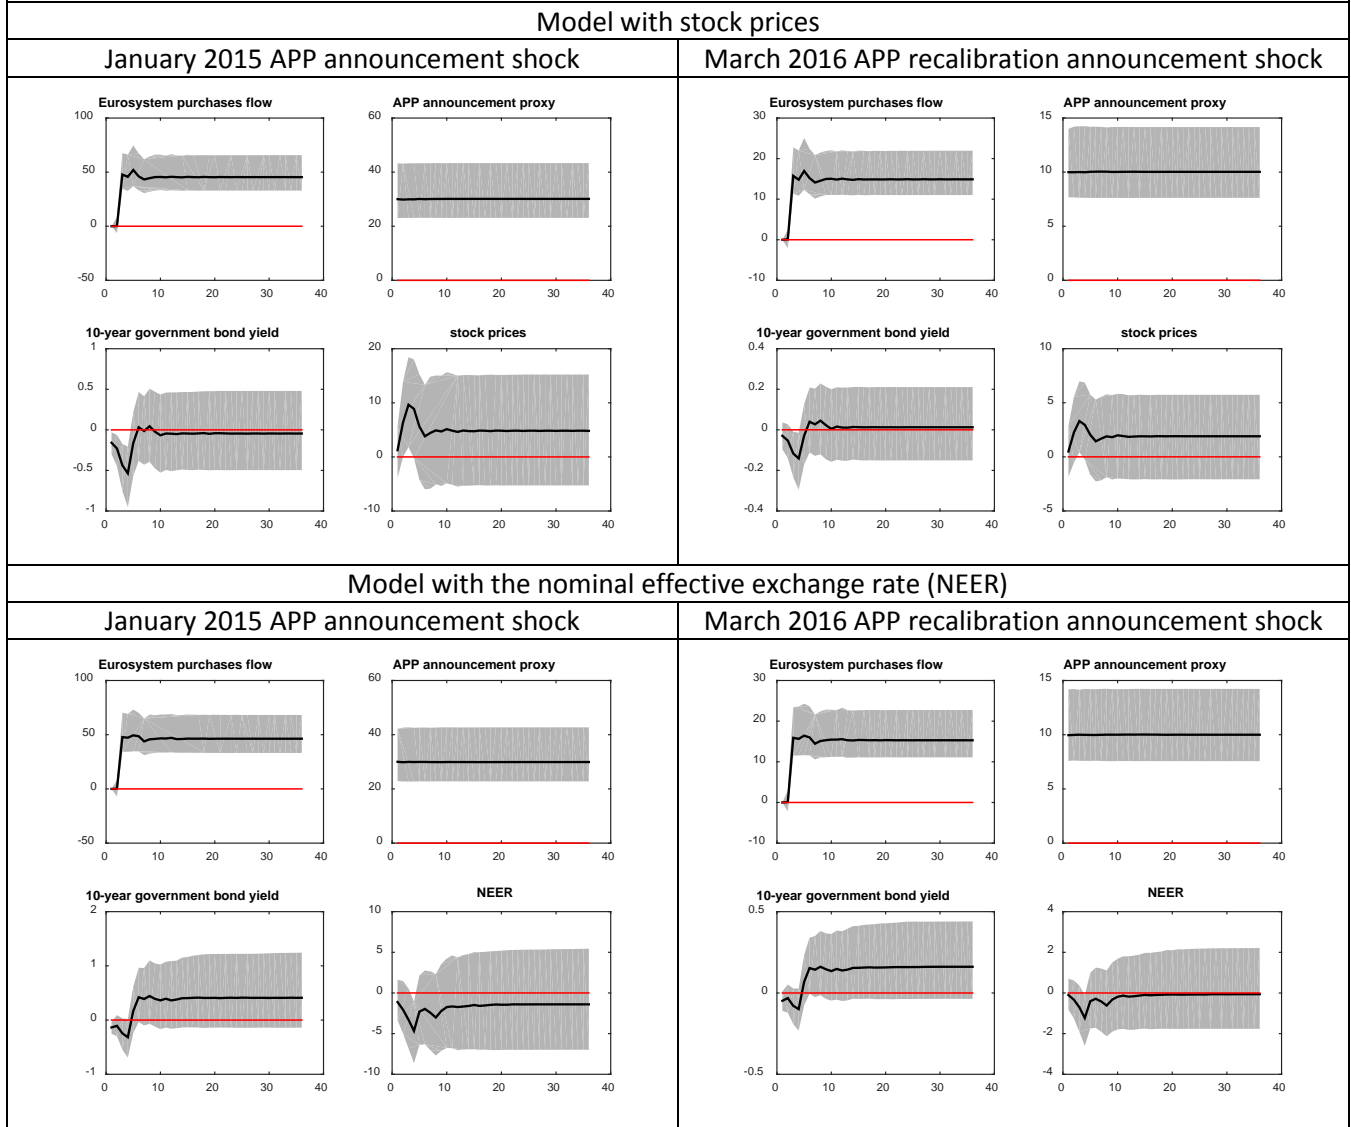 Model with stock prices
January 2015 APP announcement shock
March 2016 APP recalibration announcement shock
Eurosystem purchases flow
100
50
0
-50
0 10 20 30 40
APP announcement proxy
60
40
20
0
0 10 20 30 40
10-year government bond yield
1
0.5
0
-0.5
-1
0 10 20 30 40
stock prices
20
10
0
-10
0 10 20 30 40
Eurosystem purchases flow
30
20
10
0
-10
0 10 20 30 40
APP announcement proxy
15
10
5
0
0 10 20 30 40
10-year government bond yield
0.4
0.2
0
-0.2
-0.4
0 10 20 30 40
stock prices
10
5
0
-5
0 10 20 30 40
Model with the nominal effective exchange rate (NEER)
January 2015 APP announcement shock
March 2016 APP recalibration announcement shock
Eurosystem purchases flow
100
50
0
-50
0 10 20 30 40
APP announcement proxy
60
40
20
0
0 10 20 30 40
10-year government bond yield
2
1
0
-1
0 10 20 30 40
NEER
10
5
0
-5
-10
0 10 20 30 40
Eurosystem purchases flow
30
20
10
0
-10
0 10 20 30 40
APP announcement proxy
15
10
5
0
0 10 20 30 40
10-year government bond yield
0.5
0
-0.5
0 10 20 30 40
NEER
4
2
0
-2
-4
0 10 20 30 40